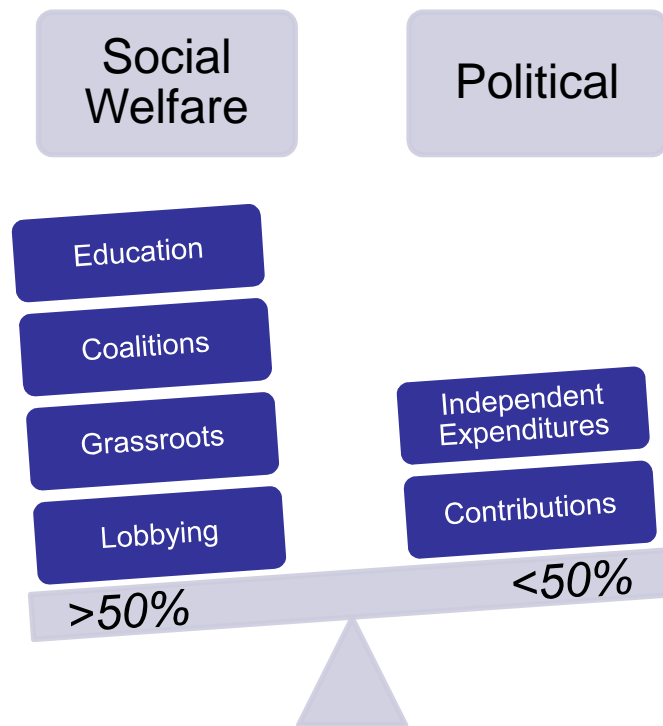 Social
Welfare
Political
Education
Coalitions
Grassroots
Lobbying
Independent
Expenditures
Contributions
>50%
<50%